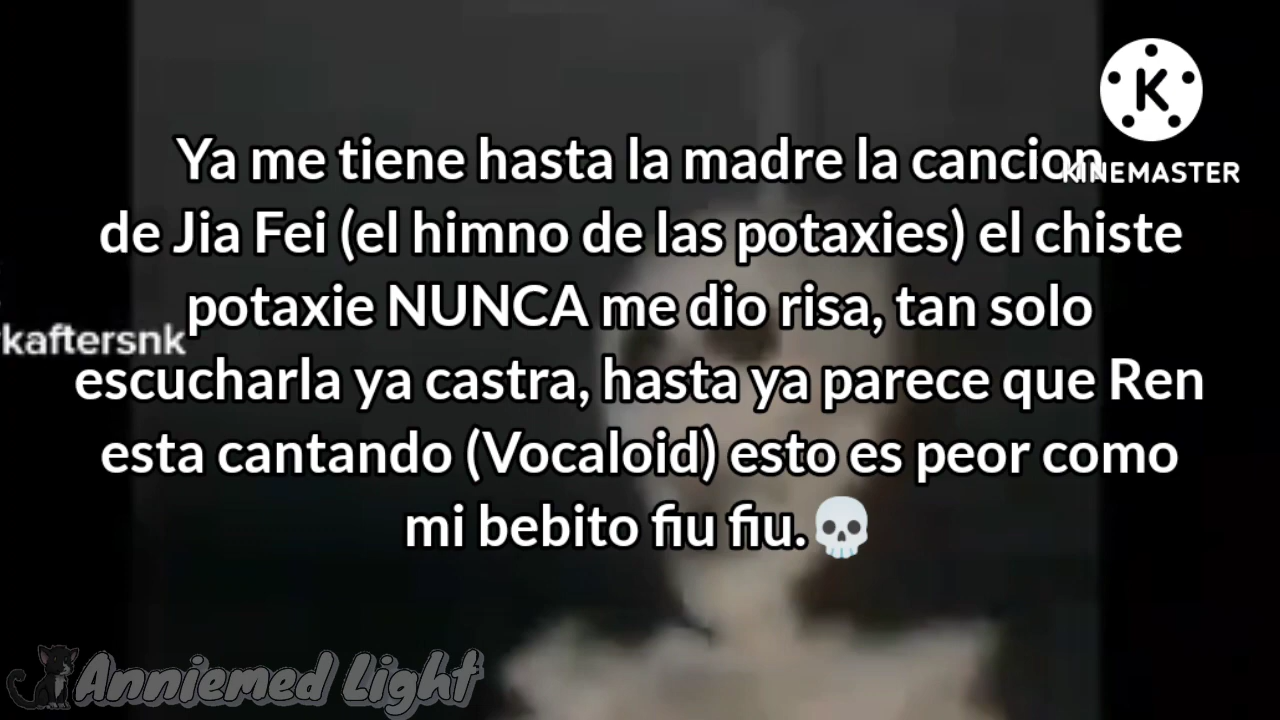 Ya me tiene hasta la madre la cancion
de Jia Fei (el himno de las potaxies) el chiste
potaxie NUNCA me dio risa, tan solo
escucharla ya castra, hasta ya parece que Ren
esta cantando (Vocaloid) esto es peor como
mi bebito fiu fiu.💀
K
KINEMASTER
kaftersnk
Anniemed Light